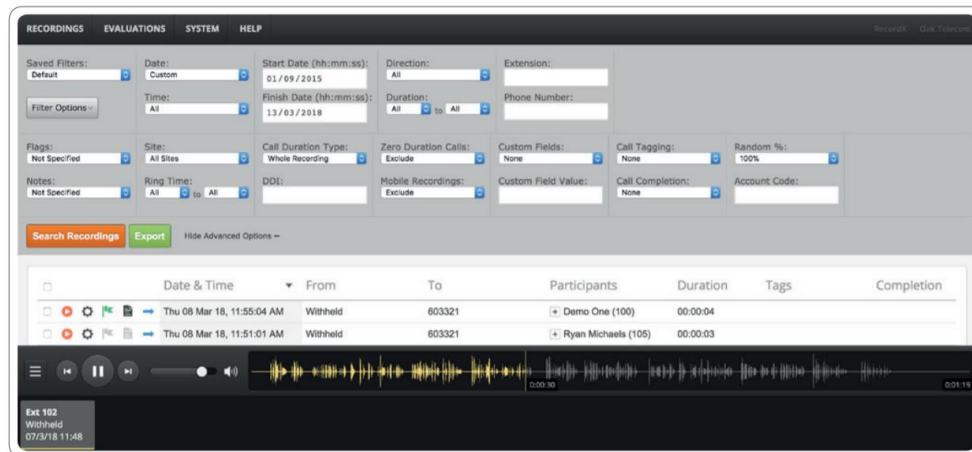 RECORDINGS EVALUATIONS SYSTEM HELP RecordX Oak Telecom
Saved Filters: Date: Start Date (hh:mm:ss): Direction: Extension:
Default Custom 01/09/2015 All
Time: Finish Date (hh:mm:ss): Duration: Phone Number:
Filter Options All 13/03/2018 All to All
Flags: Site: Call Duration Type: Zero Duration Calls: Custom Fields: Call Tagging: Random %:
Not Specified All Sites Whole Recording Exclude None None 100%
Notes: Ring Time: DDI: Mobile Recordings: Custom Field Value: Call Completion: Account Code:
Not Specified All to All Exclude None
Search Recordings Export Hide Advanced Options –
Date & Time From To Participants Duration Tags Completion
Thu 08 Mar 18, 11:55:04 AM Withheld 603321 + Demo One (100) 00:00:04
Thu 08 Mar 18, 11:51:01 AM Withheld 603321 + Ryan Michaels (105) 00:00:03
0:00:30 0:01:19
Ext 102
Withheld
07/3/18 11:48